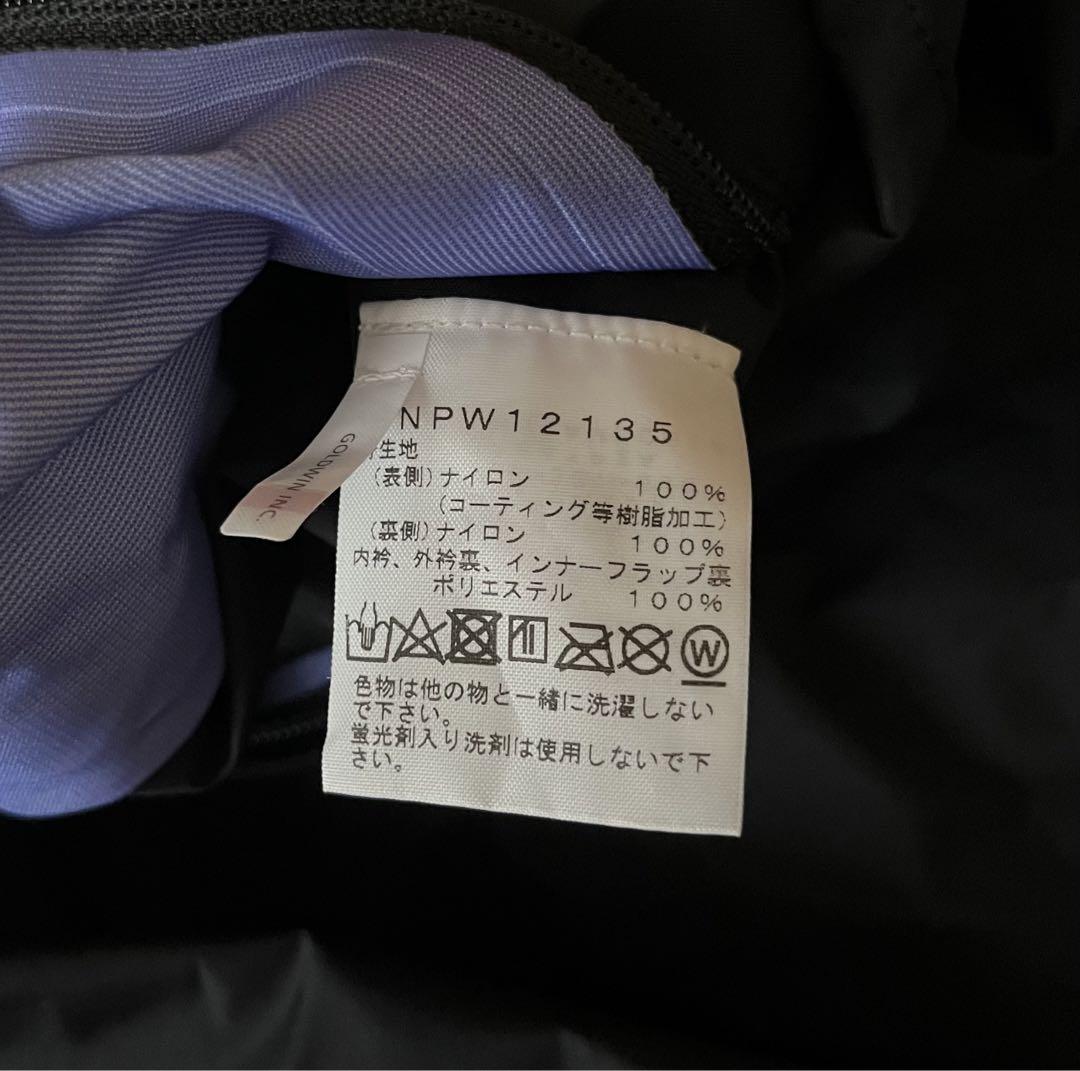 NPW12135
生地
(表側)ナイロン 100%
(コーティング等樹脂加工)
(裏側)ナイロン 100%
内衿、外衿裏、インナーフラップ裏
ポリエステル 100%
W
色物は他の物と一緒に洗濯しない
で下さい。
蛍光剤入り洗剤は使用しないで下
さい。
GOLDWIN INC.